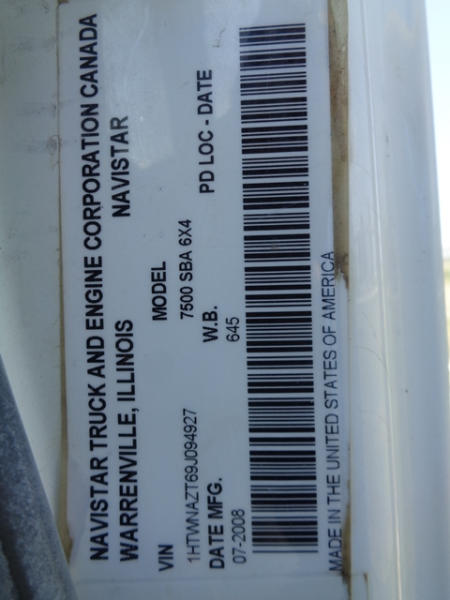 NAVISTAR TRUCK AND ENGINE CORPORATION CANADA
WARRENVILLE, ILLINOIS NAVISTAR
VIN MODEL
1HTWNAZT69J094927 7500 SBA 6X4
DATE MFG. W.B. PD LOC - DATE
07-2008 645
MADE IN THE UNITED STATES OF AMERICA